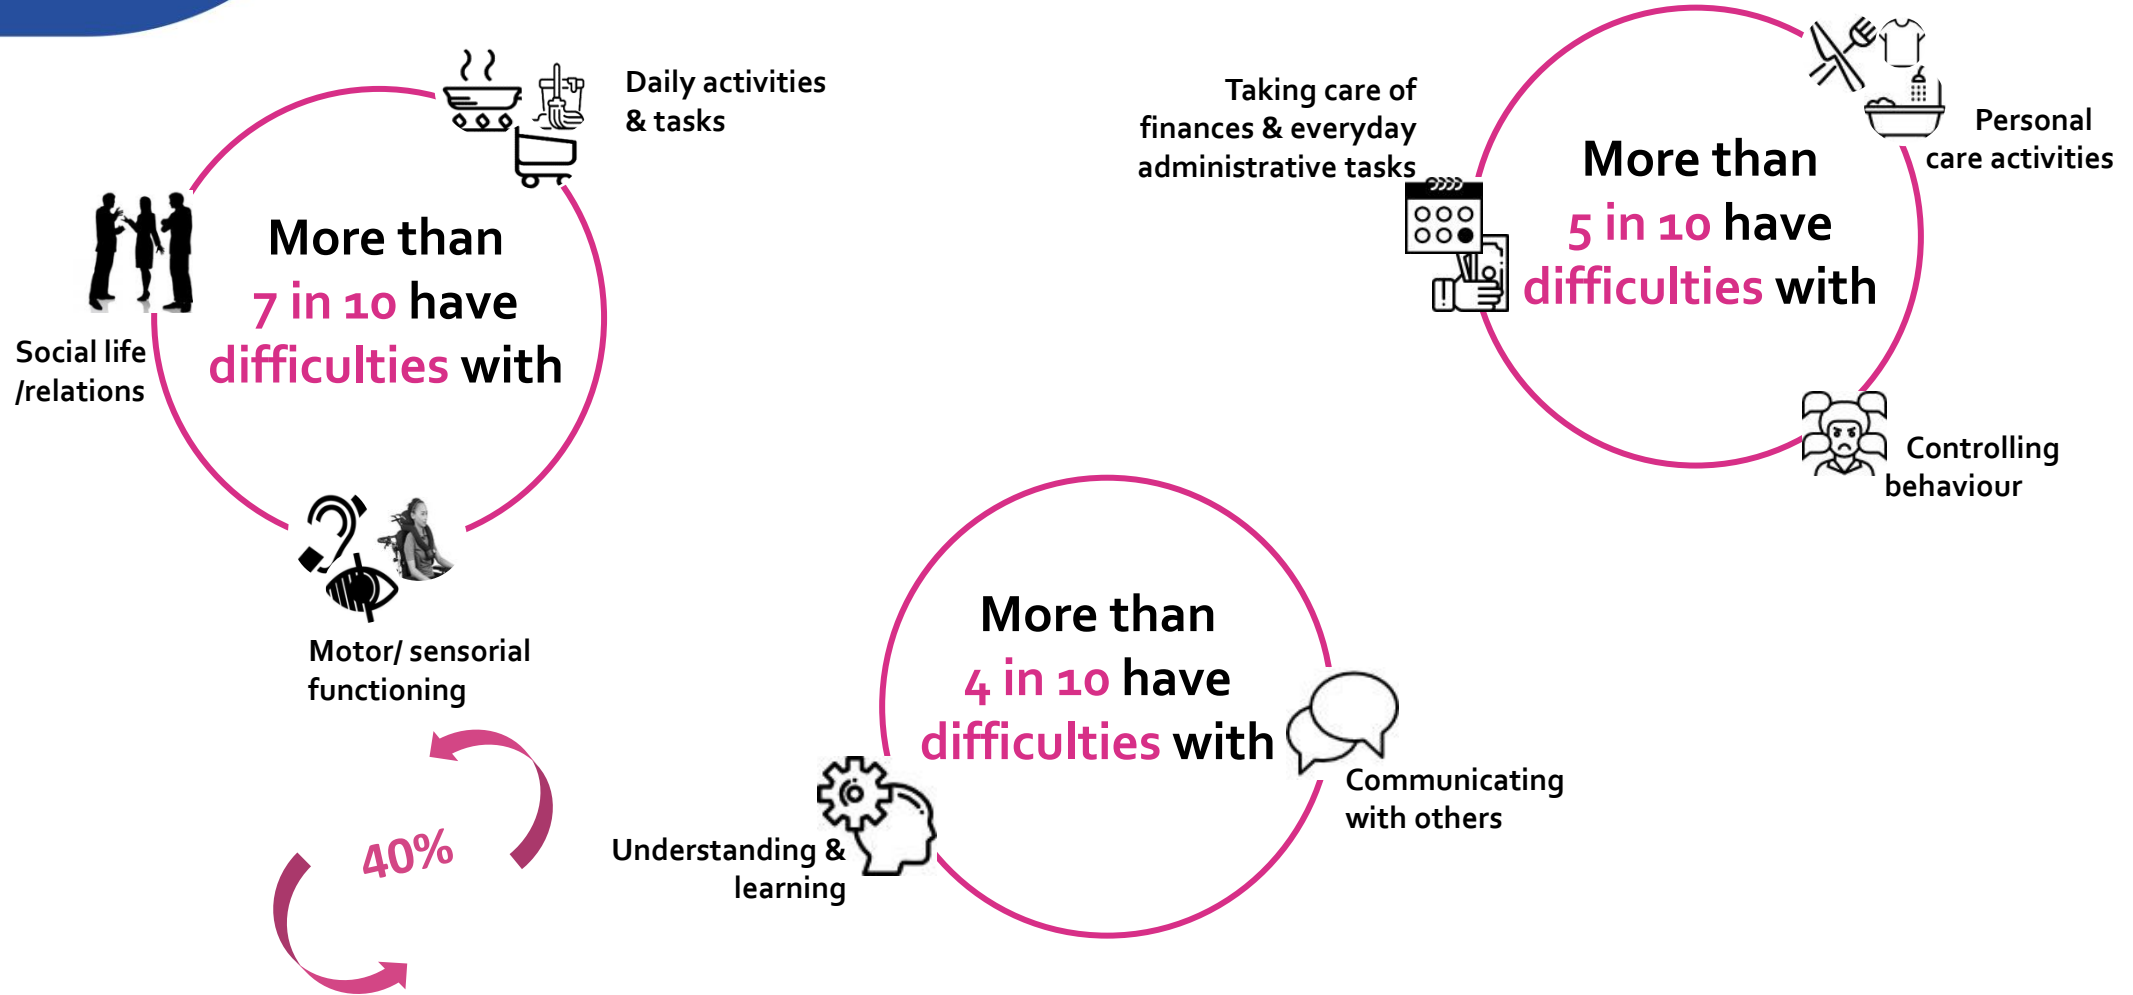 Daily activities
& tasks
More than
7 in 10 have
difficulties with
Social life
/relations
Motor/ sensorial
functioning
40%
More than
4 in 10 have
difficulties with
Communicating
with others
Understanding &
learning
Taking care of
finances & everyday
administrative tasks
More than
5 in 10 have
difficulties with
Personal
care activities
Controlling
behaviour